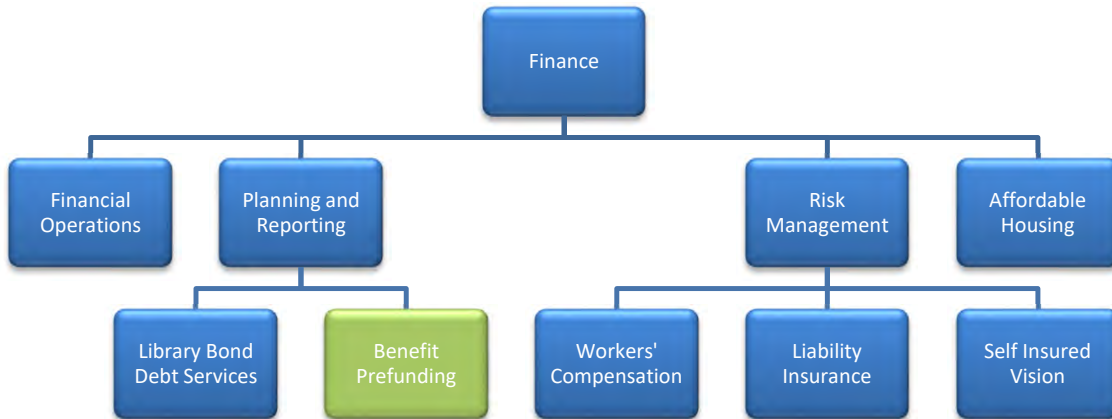 Finance
Financial
Operations
Planning and
Reporting
Risk
Management
Affordable
Housing
Library Bond
Debt Services
Benefit
Prefunding
Workers'
Compensation
Liability
Insurance
Self Insured
Vision